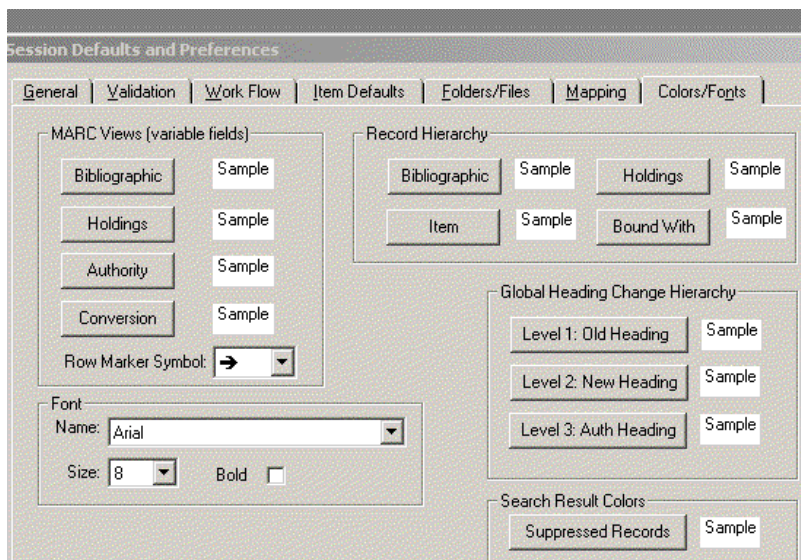 Session Defaults and Preferences
General Validation Work Flow Item Defaults Folders/Files Mapping Colors/Fonts
MARC Views (variable fields)
Bibliographic Sample
Holdings Sample
Authority Sample
Conversion Sample
Row Marker Symbol: ➔
Font
Name: Arial
Size: 8 Bold
Record Hierarchy
Bibliographic Sample Holdings Sample
Item Sample Bound With Sample
Global Heading Change Hierarchy
Level 1: Old Heading Sample
Level 2: New Heading Sample
Level 3: Auth Heading Sample
Search Result Colors
Suppressed Records Sample